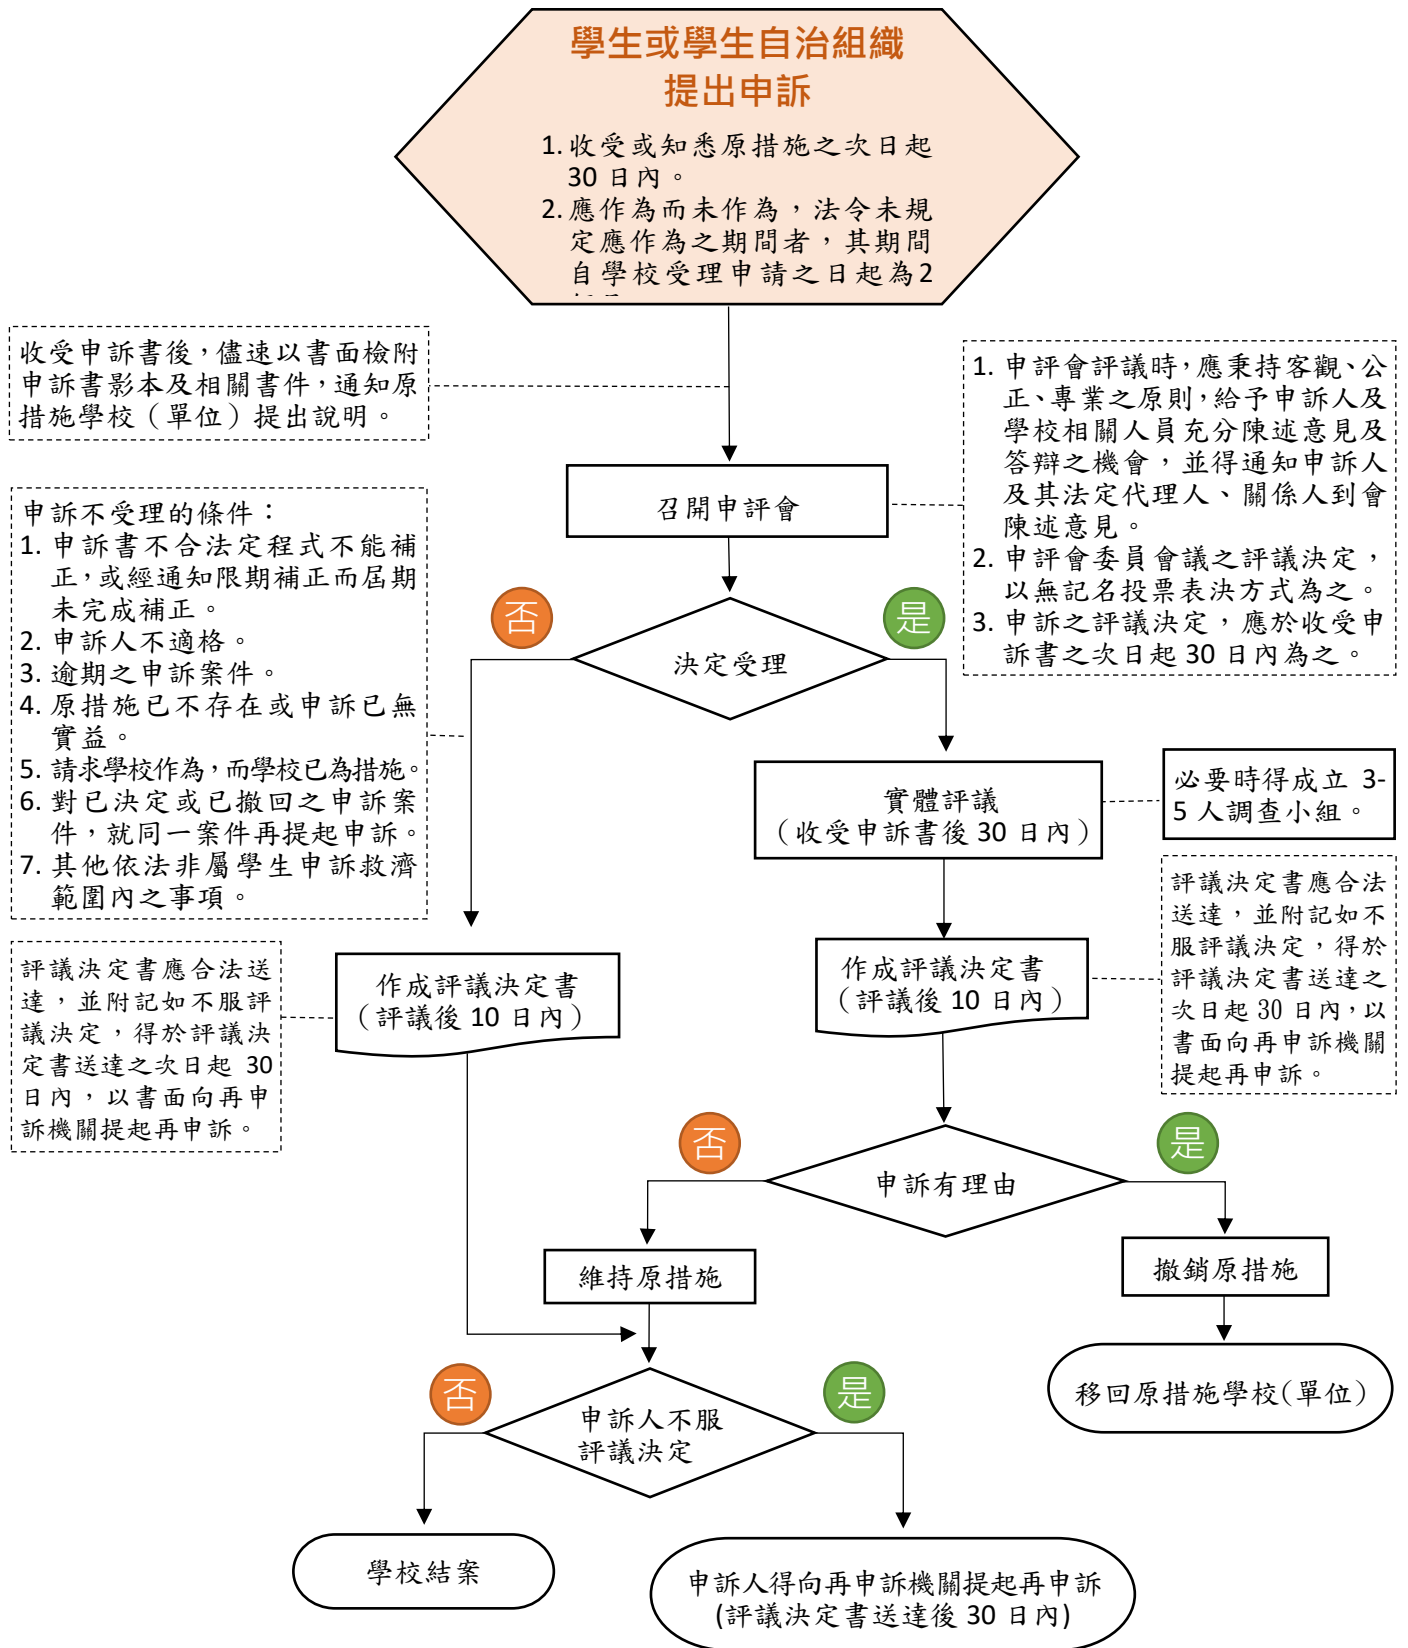 學生或學生自治組織
提出申訴
1. 收受或知悉原措施之次日起
30 日內。
2. 應作為而未作為，法令未規
定應作為之期間者，其期間
自學校受理申請之日起為2
收受申訴書後，儘速以書面檢附
申訴書影本及相關書件，通知原
措施學校（單位）提出說明。
1. 申評會評議時，應秉持客觀、公
正、專業之原則，給予申訴人及
學校相關人員充分陳述意見及
答辯之機會，並得通知申訴人
及其法定代理人、關係人到會
陳述意見。
2. 申評會委員會議之評議決定，
以無記名投票表決方式為之。
3. 申訴之評議決定，應於收受申
訴書之次日起 30 日內為之。
召開申評會
申訴不受理的條件：
1. 申訴書不合法定程式不能補
正，或經通知限期補正而屆期
未完成補正。
2. 申訴人不適格。
3. 逾期之申訴案件。
4. 原措施已不存在或申訴已無
實益。
5. 請求學校作為，而學校已為措施。
6. 對已決定或已撤回之申訴案
件，就同一案件再提起申訴。
7. 其他依法非屬學生申訴救濟
範圍內之事項。
否
是
決定受理
實體評議
（收受申訴書後 30 日內）
必要時得成立 3-
5 人調查小組。
評議決定書應合法
送達，並附記如不
服評議決定，得於
評議決定書送達之
次日起 30 日內，以
書面向再申訴機關
提起再申訴。
評議決定書應合法送
達，並附記如不服評
議決定，得於評議決
定書送達之次日起 30
日內，以書面向再申
訴機關提起再申訴。
作成評議決定書
（評議後 10 日內）
作成評議決定書
（評議後 10 日內）
否
是
申訴有理由
維持原措施
撤銷原措施
移回原措施學校(單位)
否
是
申訴人不服
評議決定
學校結案
申訴人得向再申訴機關提起再申訴
(評議決定書送達後 30 日內)